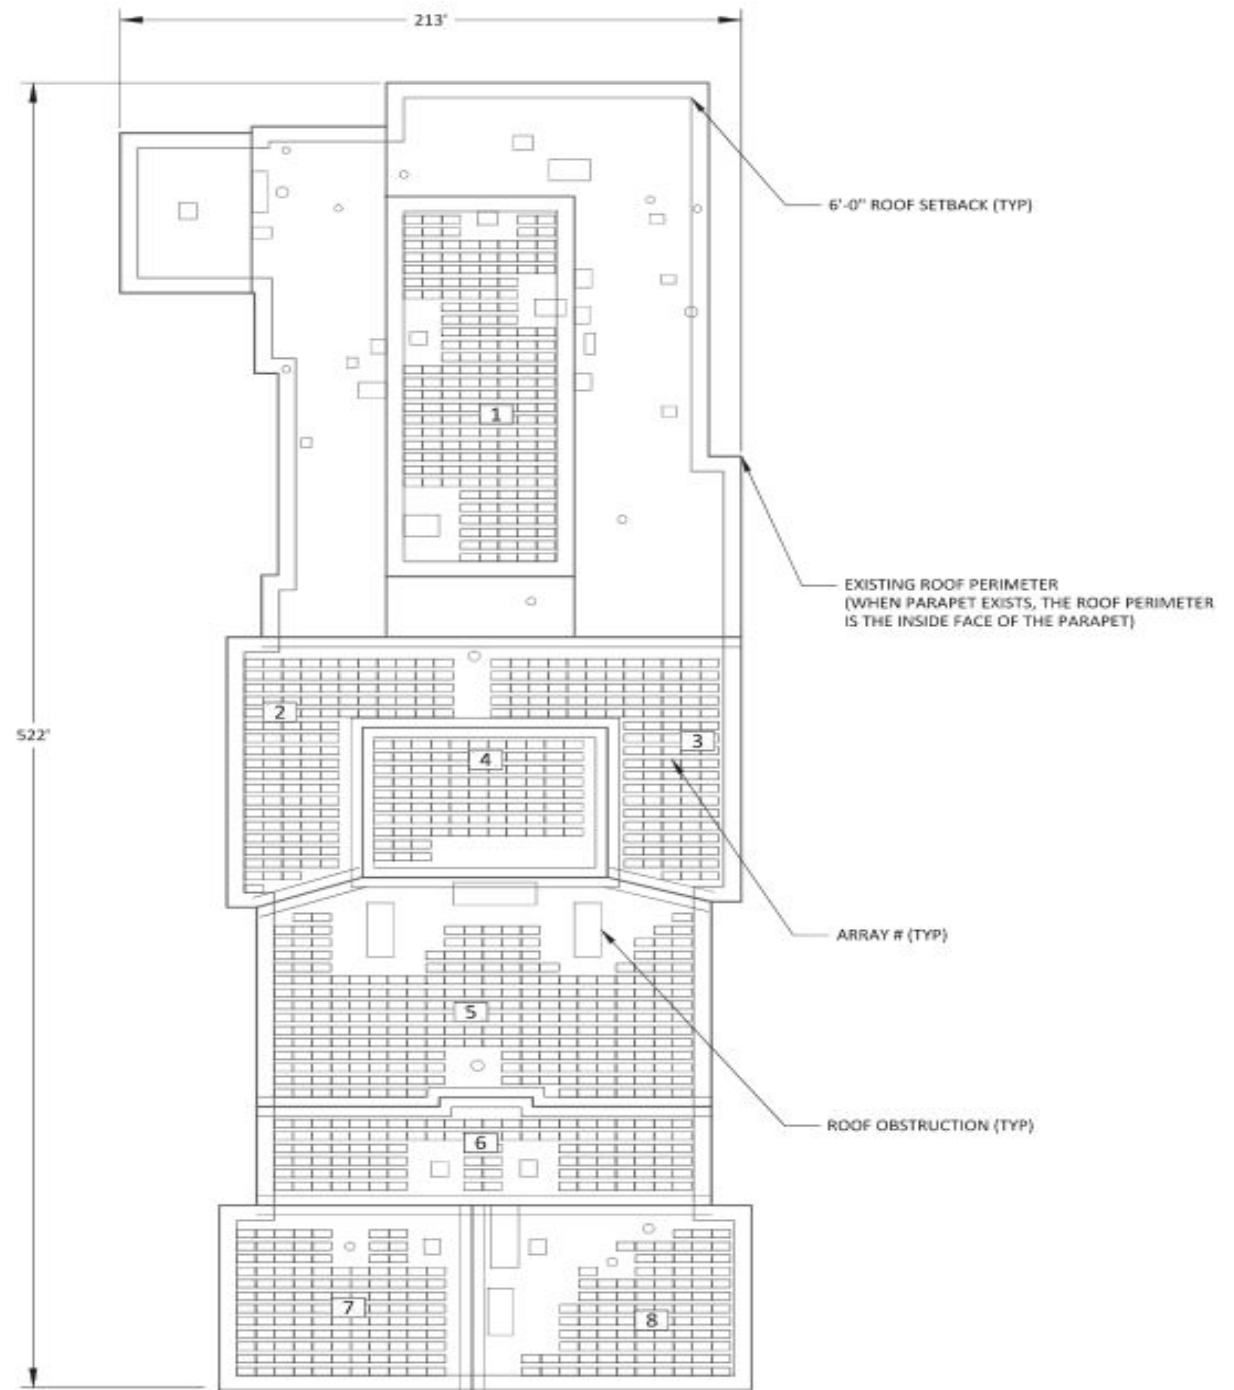 213'
6'-0" ROOF SETBACK (TYP)
1
EXISTING ROOF PERIMETER
(WHEN PARAPET EXISTS, THE ROOF PERIMETER
IS THE INSIDE FACE OF THE PARAPET)
2
522'
3
4
ARRAY # (TYP)
5
ROOF OBSTRUCTION (TYP)
6
7
8